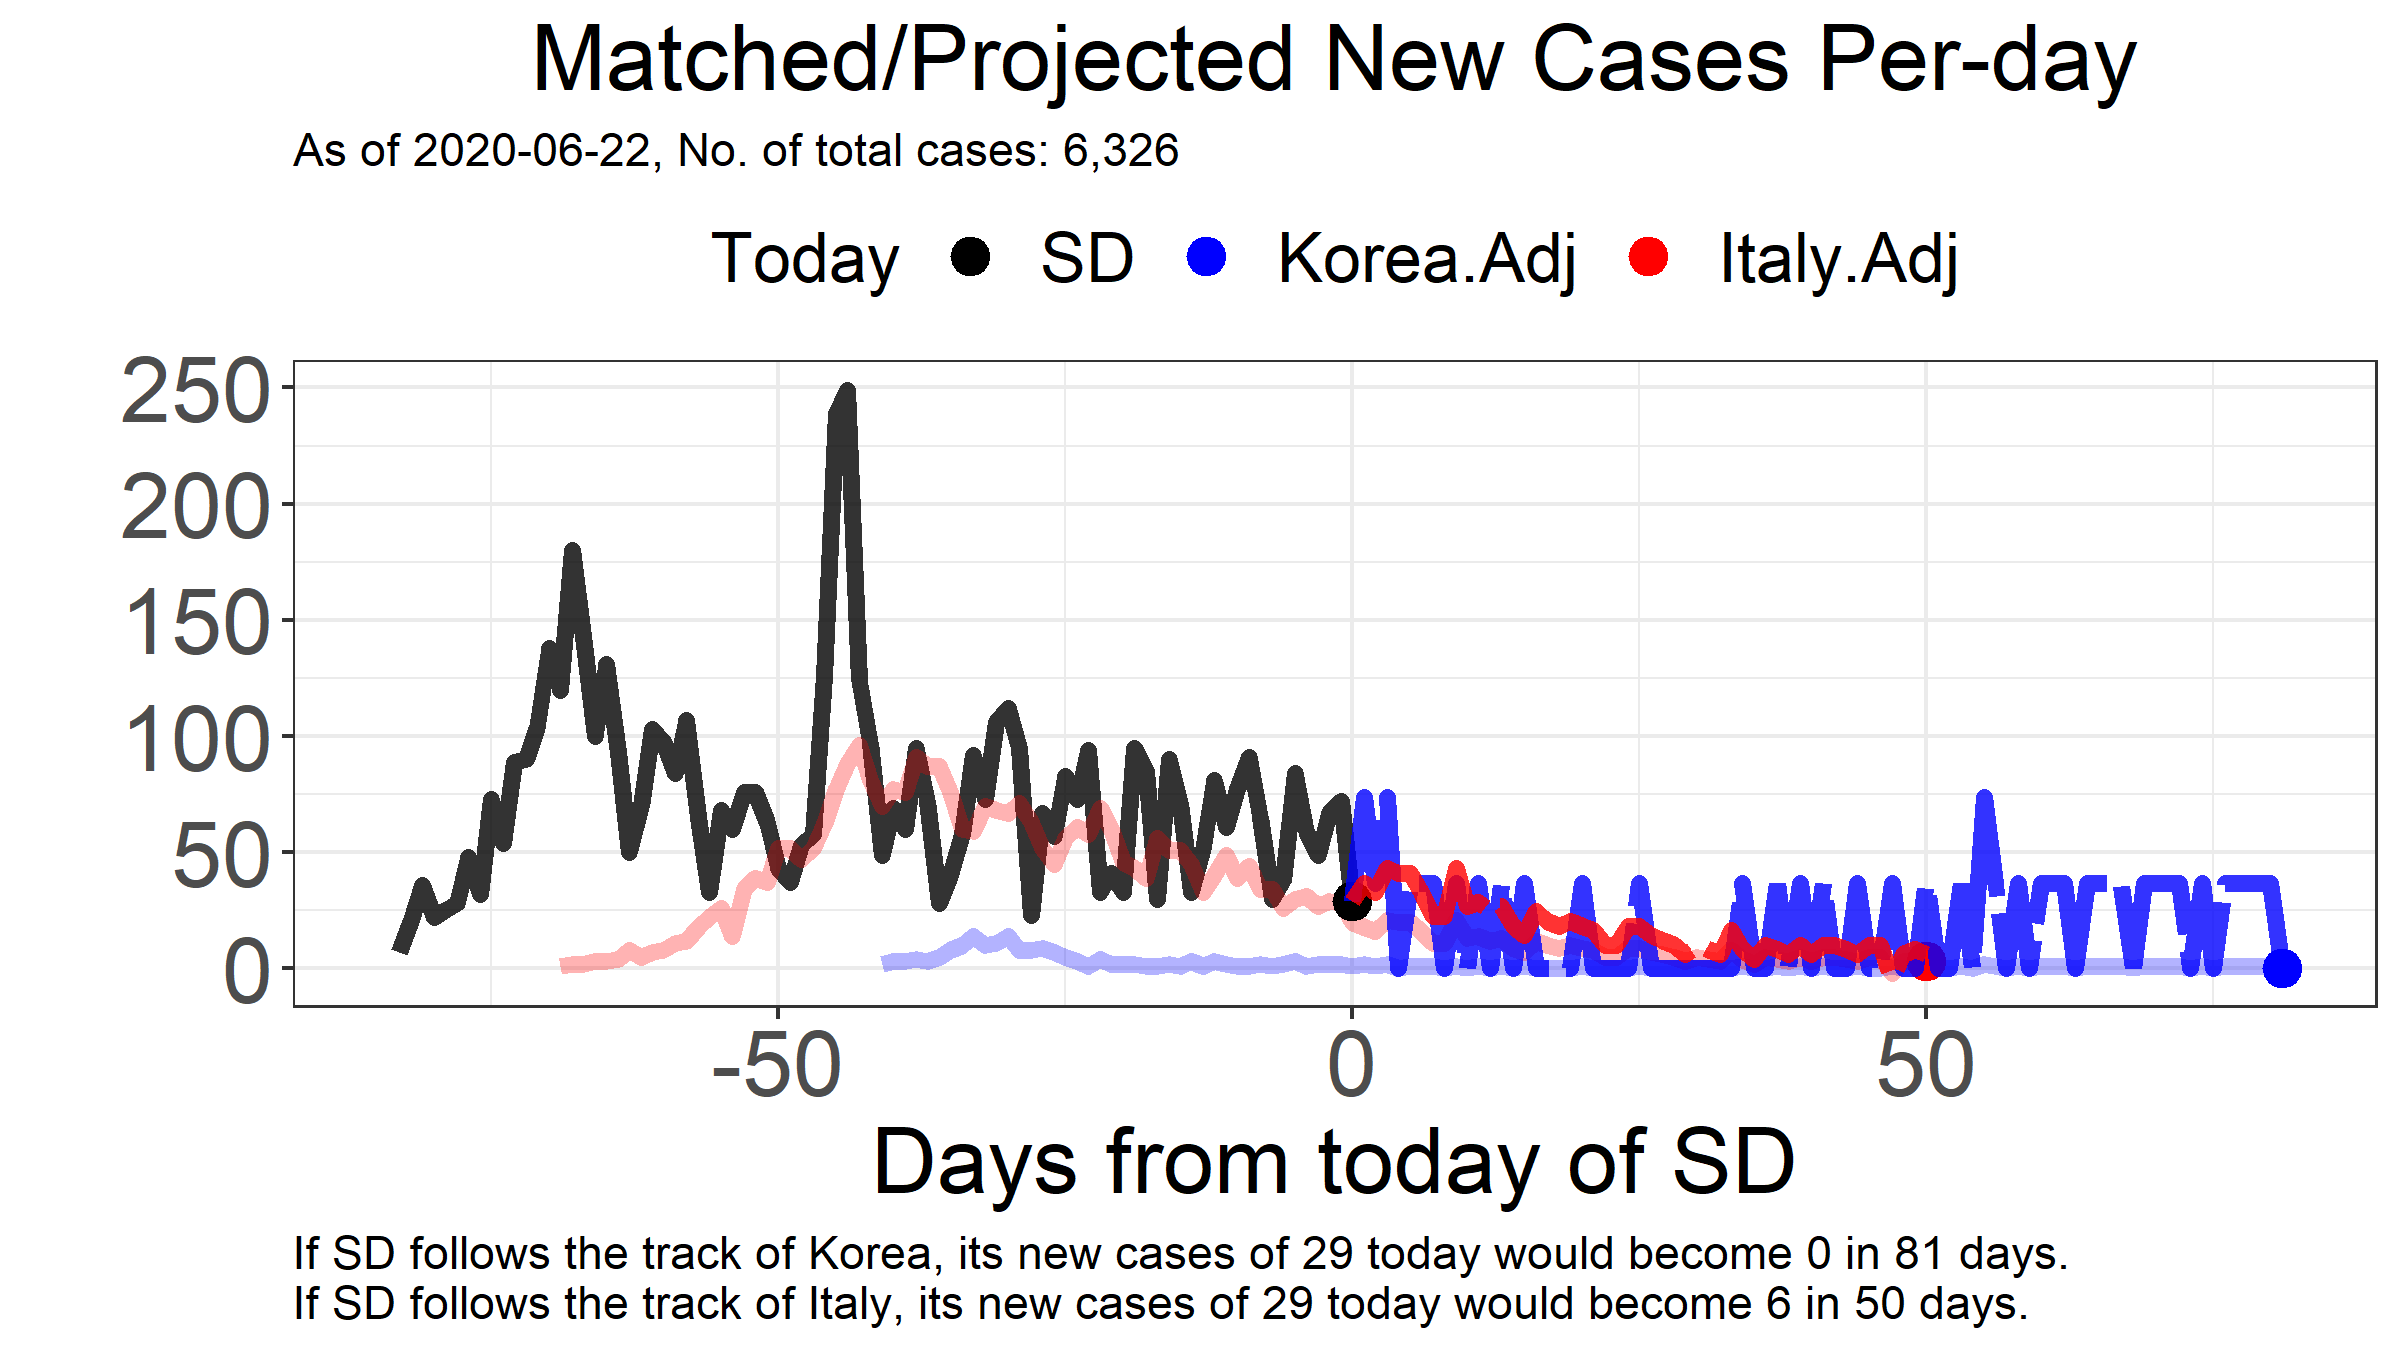 Matched/Projected New Cases Per-day
As of 2020-06-22, No. of total cases: 6,326
Today SD Korea.Adj Italy.Adj
250
200
150
100
50
0
-50 0 50
Days from today of SD
If SD follows the track of Korea, its new cases of 29 today would become 0 in 81 days.
If SD follows the track of Italy, its new cases of 29 today would become 6 in 50 days.